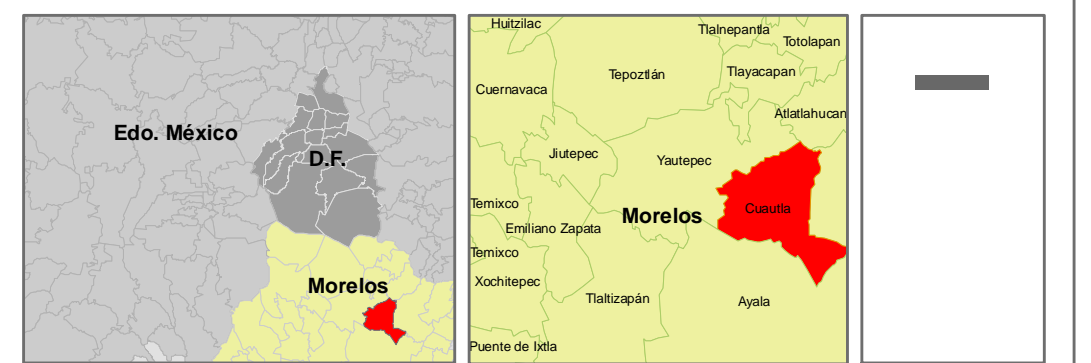 Edo. México
D.F.
Morelos
Huitzilac
Tlalnepantla
Totolapan
Tepoztlán
Tlayacapan
Cuernavaca
Atlatlahucan
Jiutepec
Yautepec
Temixco
Morelos
Cuautla
Emiliano Zapata
Temixco
Xochitepec
Tlaltizapán
Ayala
Puente de Ixtla